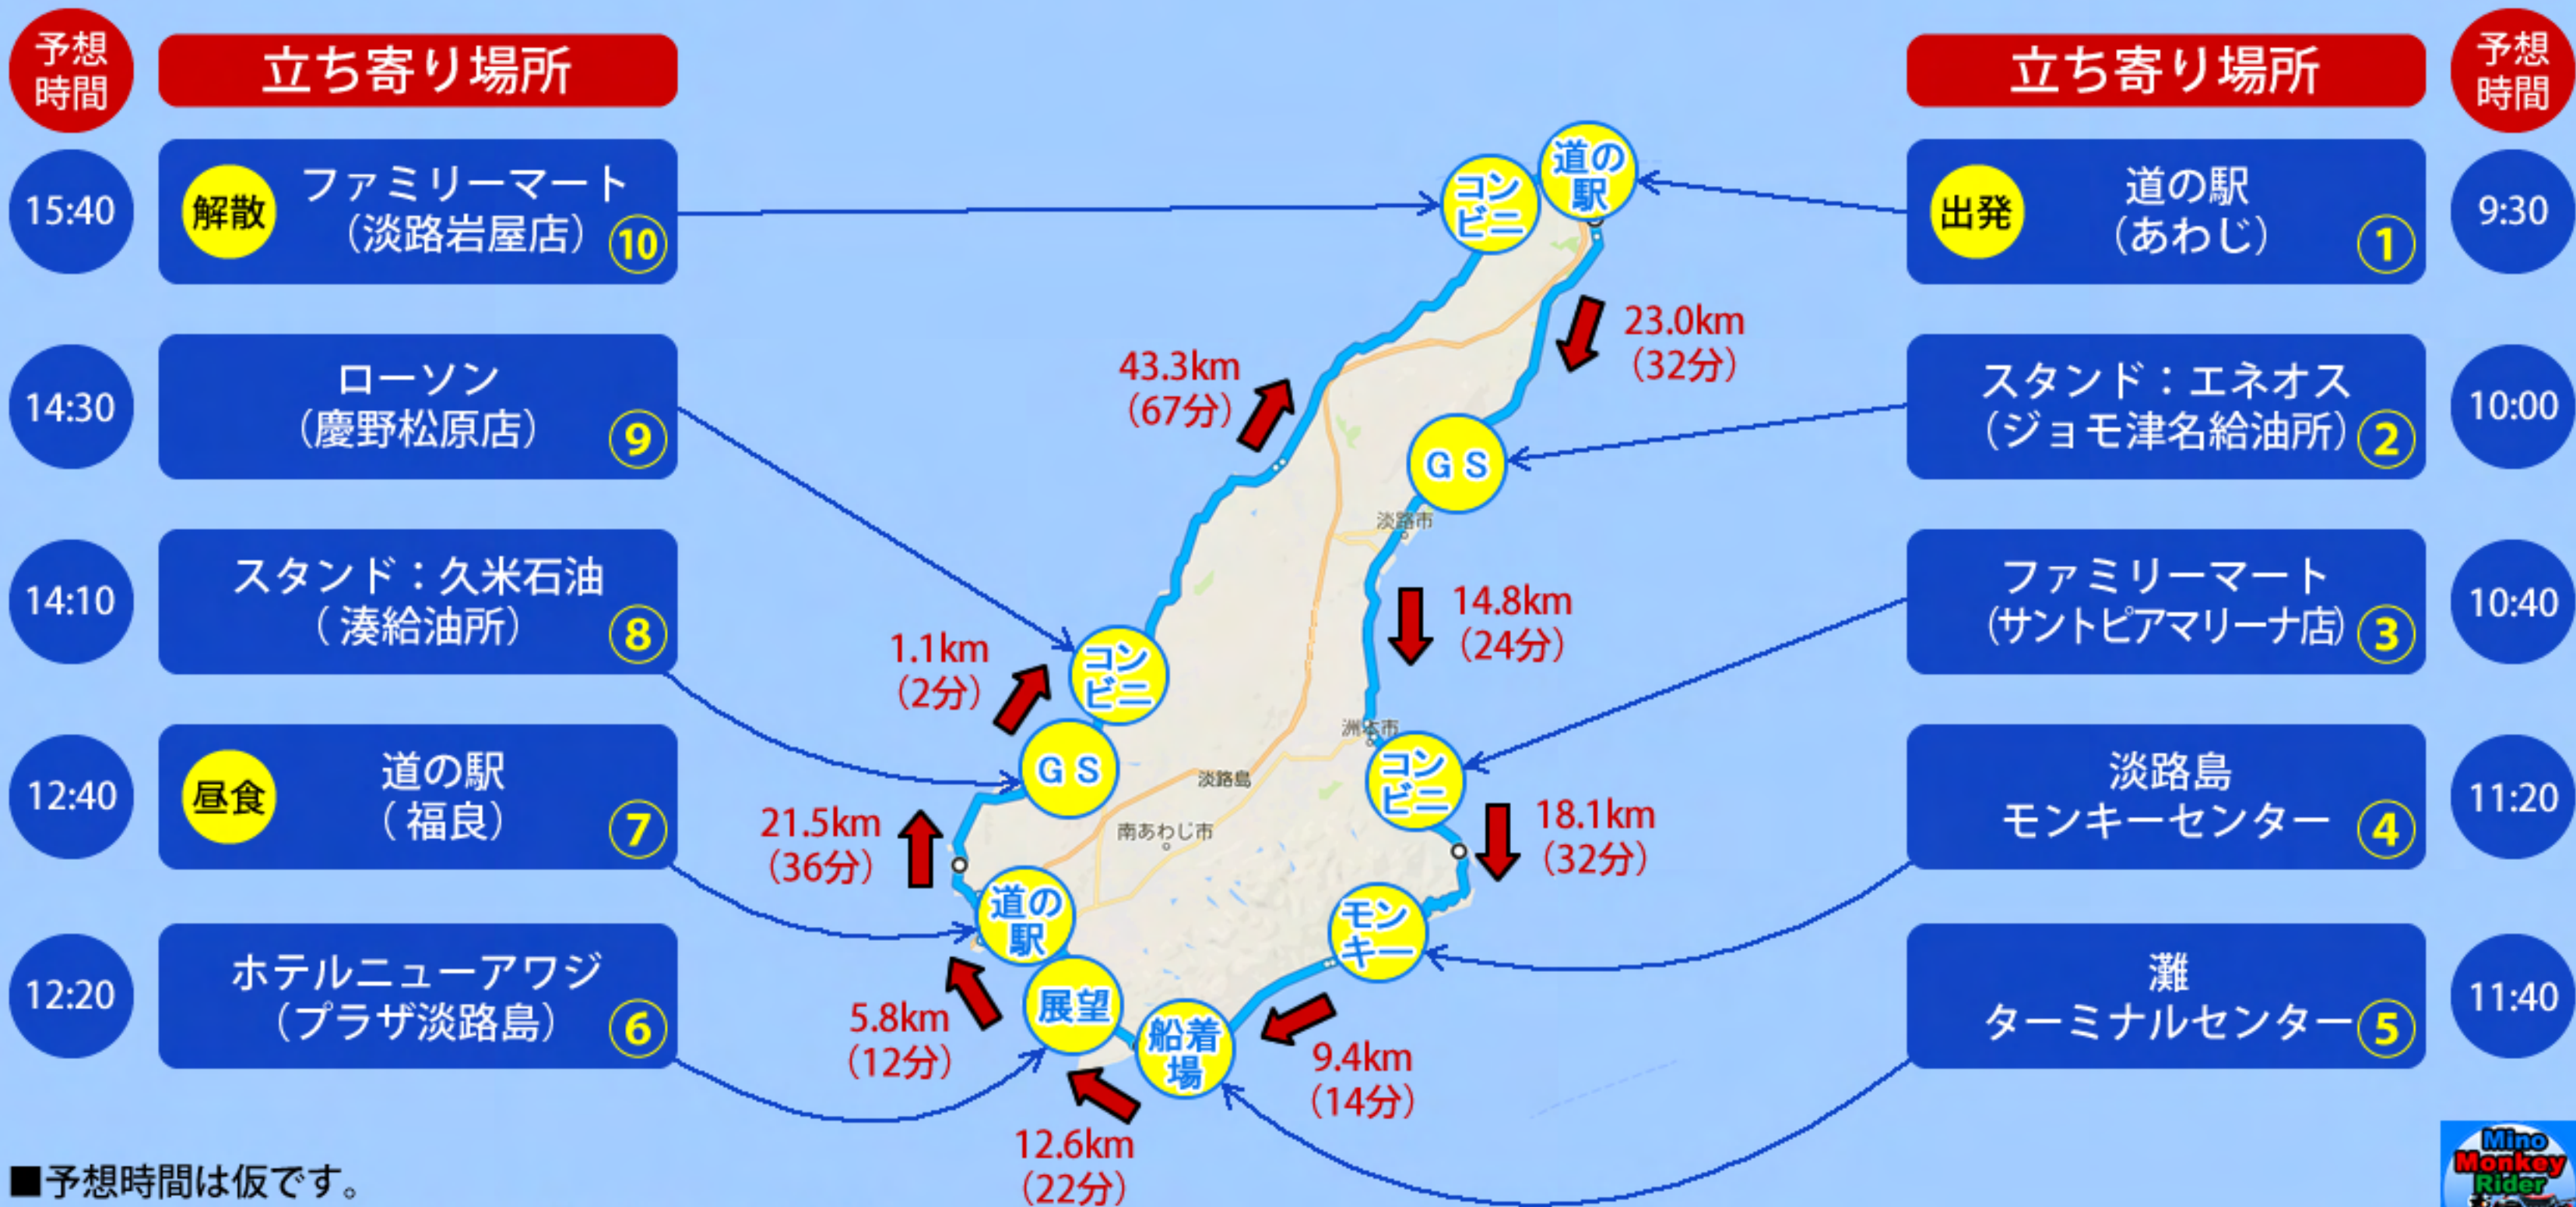 予想
時間
立ち寄り場所
15:40
解散
ファミリーマート
（淡路岩屋店）
⑩
14:30
ローソン
（慶野松原店）
⑨
14:10
スタンド：久米石油
（湊給油所）
⑧
12:40
昼食
道の駅
（福良）
⑦
12:20
ホテルニューアワジ
（プラザ淡路島）
⑥
■予想時間は仮です。
コン
ビニ
道の
駅
43.3km
（67分）
23.0km
（32分）
ＧＳ
淡路市
14.8km
（24分）
1.1km
（2分）
コン
ビニ
洲本市
ＧＳ
コン
ビニ
淡路島
南あわじ市
21.5km
（36分）
18.1km
（32分）
道の
駅
モン
キー
展望
船着
場
5.8km
（12分）
9.4km
（14分）
12.6km
（22分）
立ち寄り場所
予想
時間
出発
道の駅
（あわじ）
①
9:30
スタンド：エネオス
（ジョモ津名給油所）
②
10:00
ファミリーマート
（サントピアマリーナ店）
③
10:40
淡路島
モンキーセンター
④
11:20
灘
ターミナルセンター
⑤
11:40
Mino
Monkey
Rider